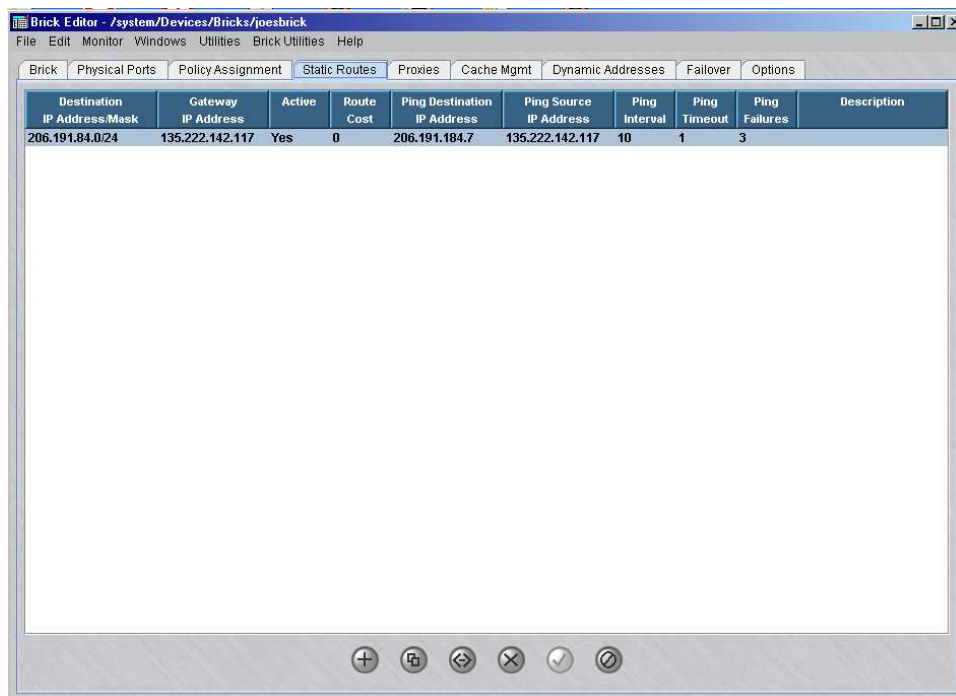 Brick Editor - /system/Devices/Bricks/joesbrick
File Edit Monitor Windows Utilities Brick Utilities Help
Brick Physical Ports Policy Assignment Static Routes Proxies Cache Mgmt Dynamic Addresses Failover Options
Destination Gateway Active Route Ping Destination Ping Source Ping Ping Ping Description
IP Address/Mask IP Address Cost IP Address IP Address Interval Timeout Failures
206.191.84.0/24 135.222.142.117 Yes 0 206.191.184.7 135.222.142.117 10 1 3